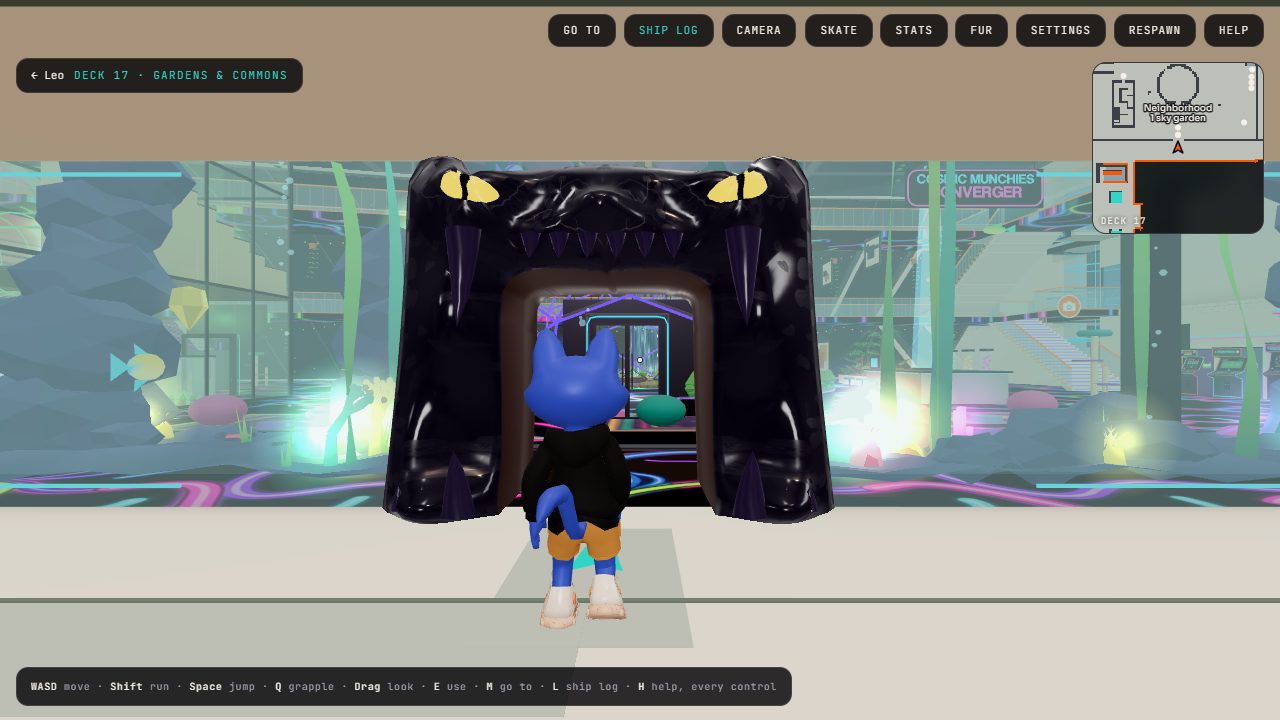 GO TO
SHIP LOG
CAMERA
SKATE
STATS
FUR
SETTINGS
RESPAWN
HELP
← Leo DECK 17 · GARDENS & COMMONS
Neighborhood
1 sky garden
DECK 17
COSMIC MUNCHIES
CONVERGER
WASD move · Shift run · Space jump · Q grapple · Drag look · E use · M go to · L ship log · H help, every control